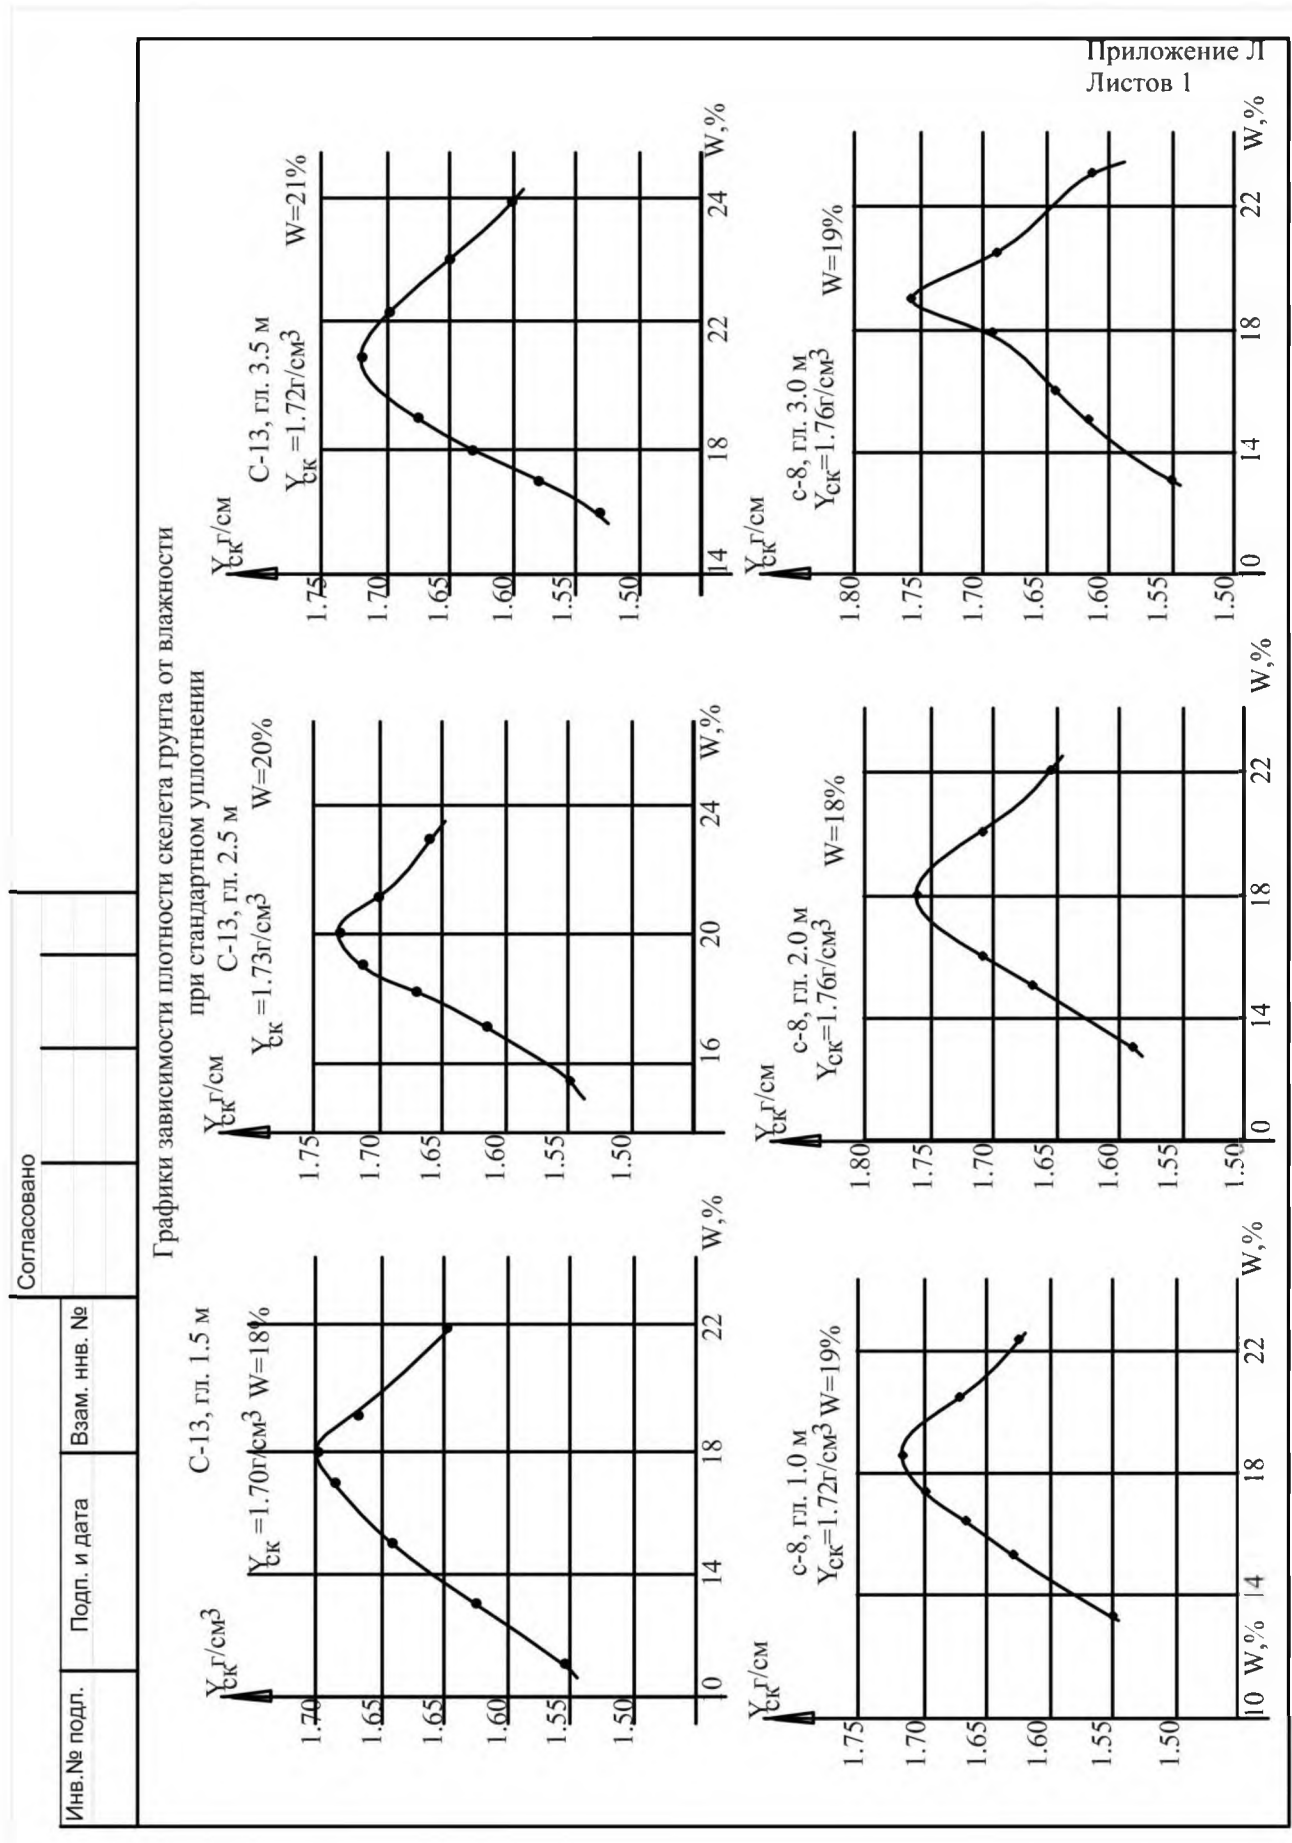 Приложение Л
Листов 1
Согласовано
Взам. ннв. №
Подп. и дата
Инв.№ подл.
Графики зависимости плотности скелета грунта от влажности
при стандартном уплотнении
Yск г/см3
С-13, гл. 1.5 м
Yск =1.70г/см3 W=18%
1.70
1.65
1.65
1.60
1.55
1.50
10
14
18
22
W,%
Yск г/см
С-13, гл. 2.5 м
Yск =1.73г/см3
W=20%
1.75
1.70
1.65
1.60
1.55
1.50
16
20
24
W,%
Yск г/см
С-13, гл. 3.5 м
Yск =1.72г/см3
W=21%
1.75
1.70
1.65
1.60
1.55
1.50
14
18
22
24
W,%
Yск г/см
с-8, гл. 1.0 м
Yск=1.72г/см3 W=19%
1.75
1.70
1.65
1.60
1.55
1.50
10
W,%
14
18
22
W,%
Yск г/см
с-8, гл. 2.0 м
Yск=1.76г/см3
W=18%
1.80
1.75
1.70
1.65
1.60
1.55
1.50
10
14
18
22
W,%
Yск г/см
с-8, гл. 3.0 м
Yск=1.76г/см3
W=19%
1.80
1.75
1.70
1.65
1.60
1.55
1.50
10
14
18
22
W,%